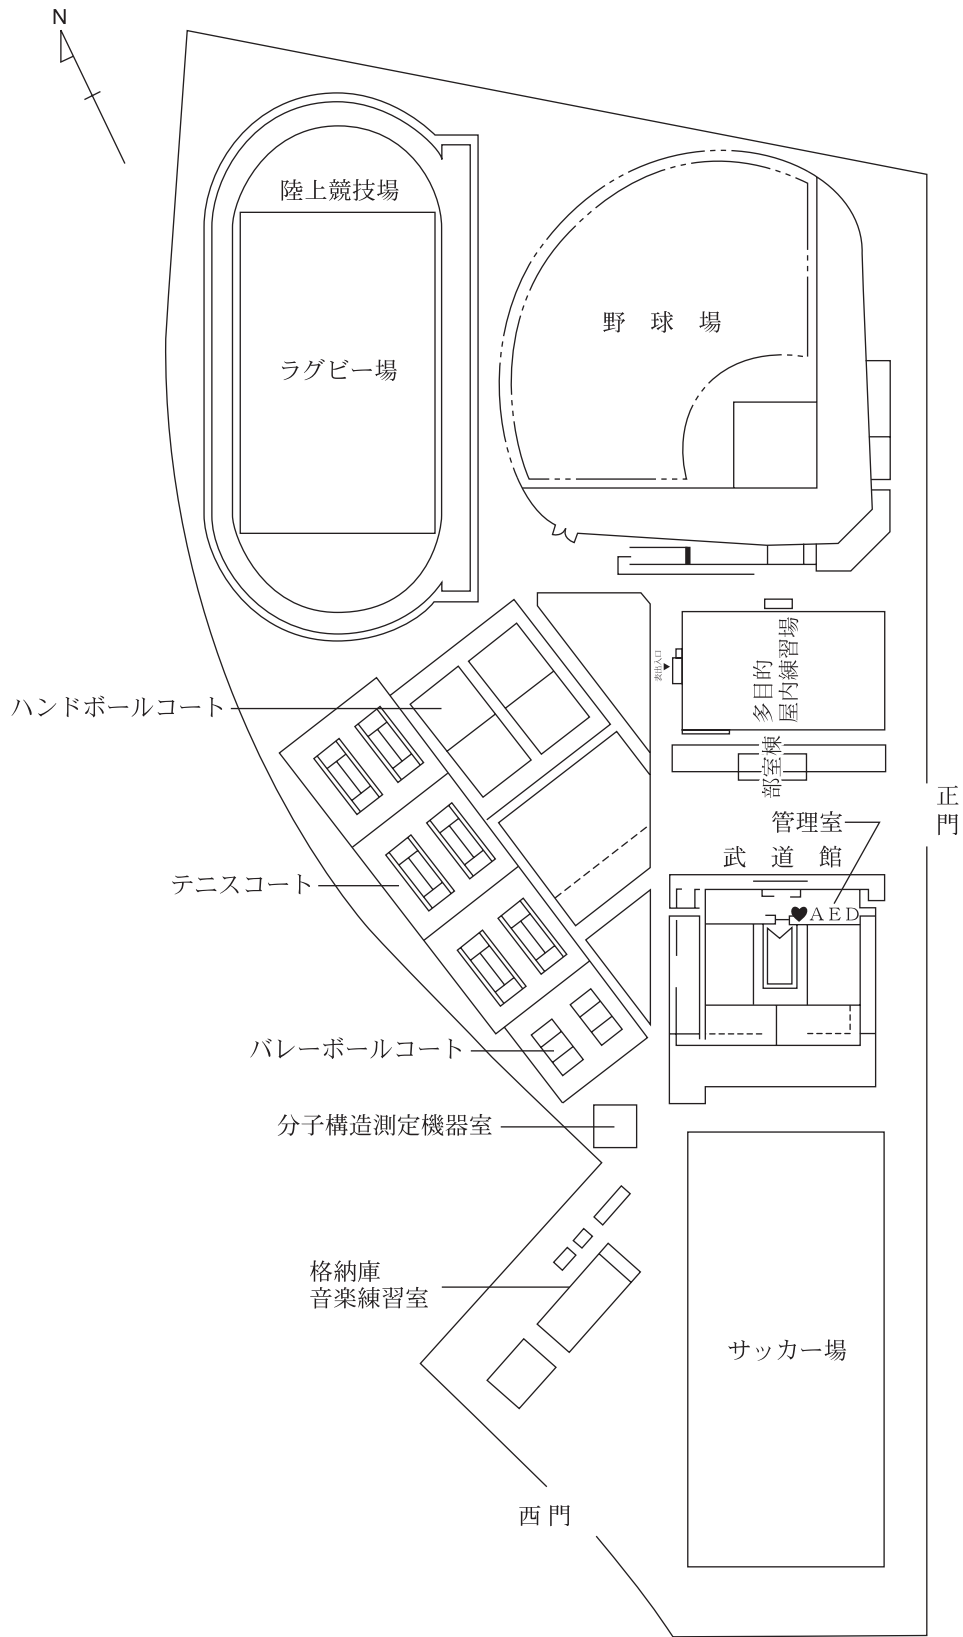 N
陸上競技場
ラグビー場
野球場
表出入口
多目的
屋内練習場
ハンドボールコート
部室棟
正門
管理室
武道館
テニスコート
AED
バレーボールコート
分子構造測定機器室
格納庫
音楽練習室
サッカー場
西門